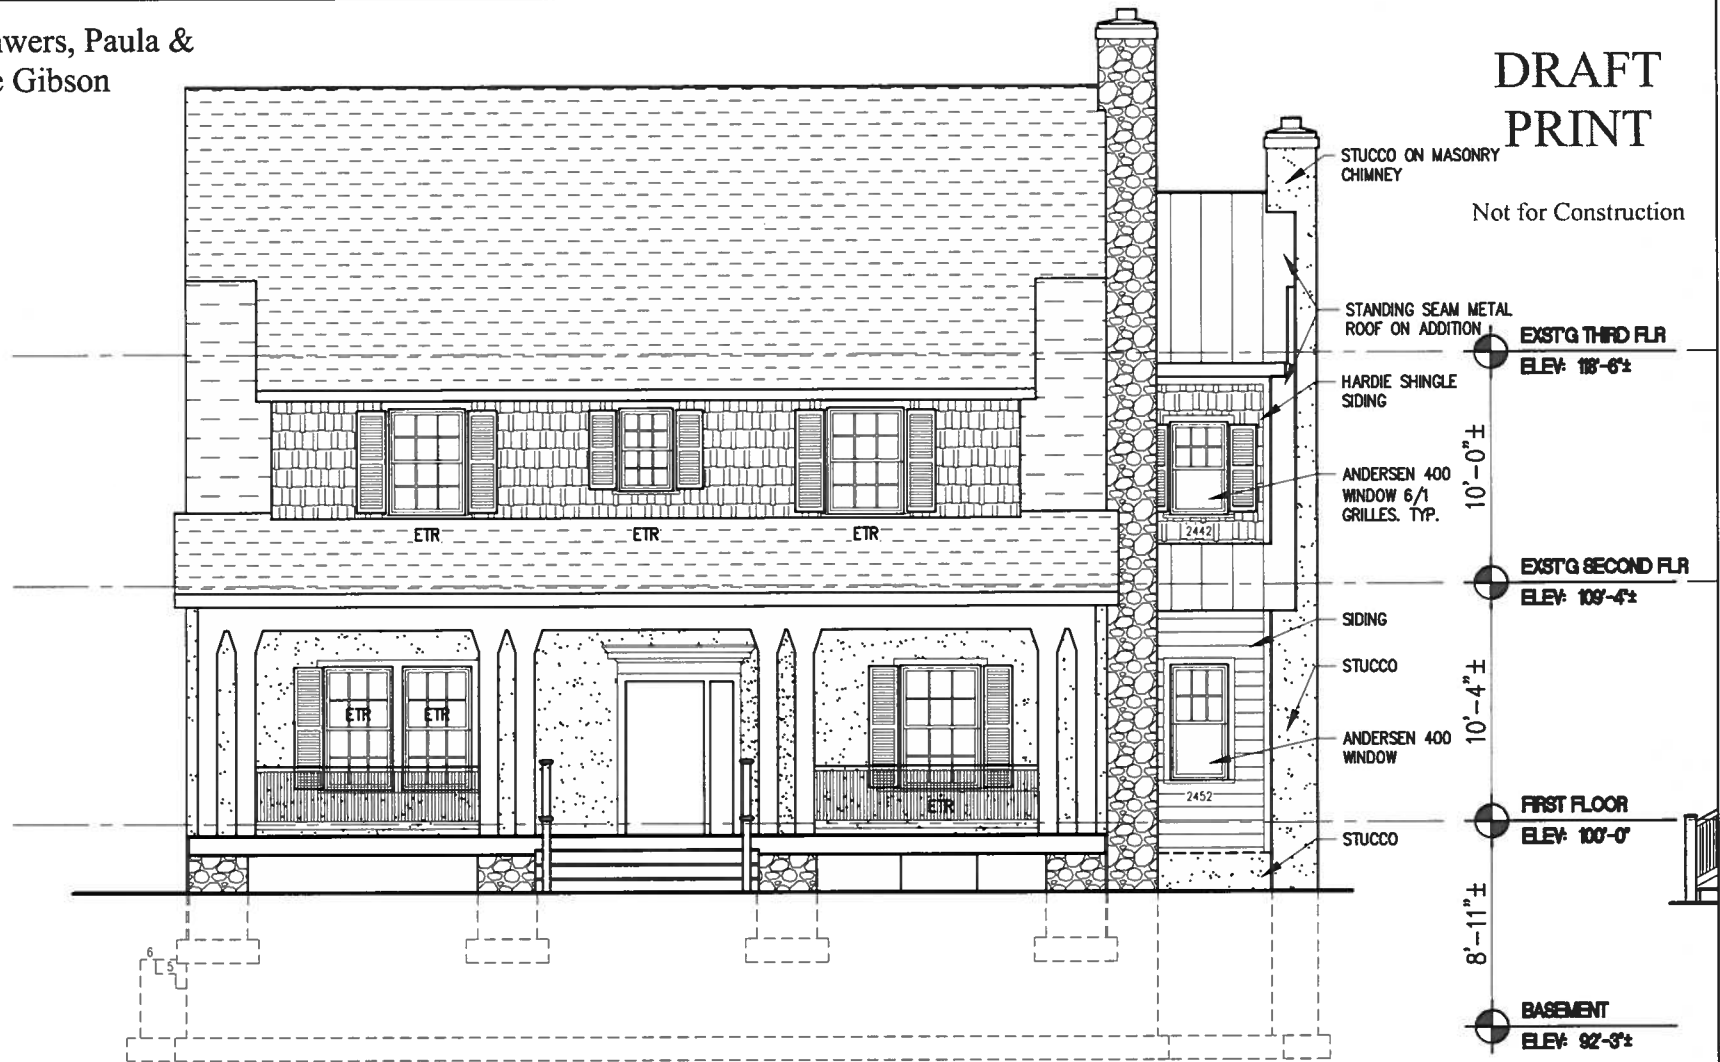 Paula &
Gibson
DRAFT
PRINT
Not for Construction
STUCCO ON MASONRY
CHIMNEY
STANDING SEAM METAL
ROOF ON ADDITION
EXST'G THIRD FLR
ELEV: 118'-6"±
HARDIE SHINGLE
SIDING
10'-0"±
ANDERSEN 400
WINDOW 6/1
GRILLES. TYP.
ETR
ETR
ETR
2442
EXST'G SECOND FLR
ELEV: 109'-4"±
SIDING
STUCCO
10'-4"±
ETR
ETR
ANDERSEN 400
WINDOW
2452
ETR
FIRST FLOOR
ELEV: 100'-0"
STUCCO
8'-11"±
6
5
BASEMENT
ELEV: 92'-3"±